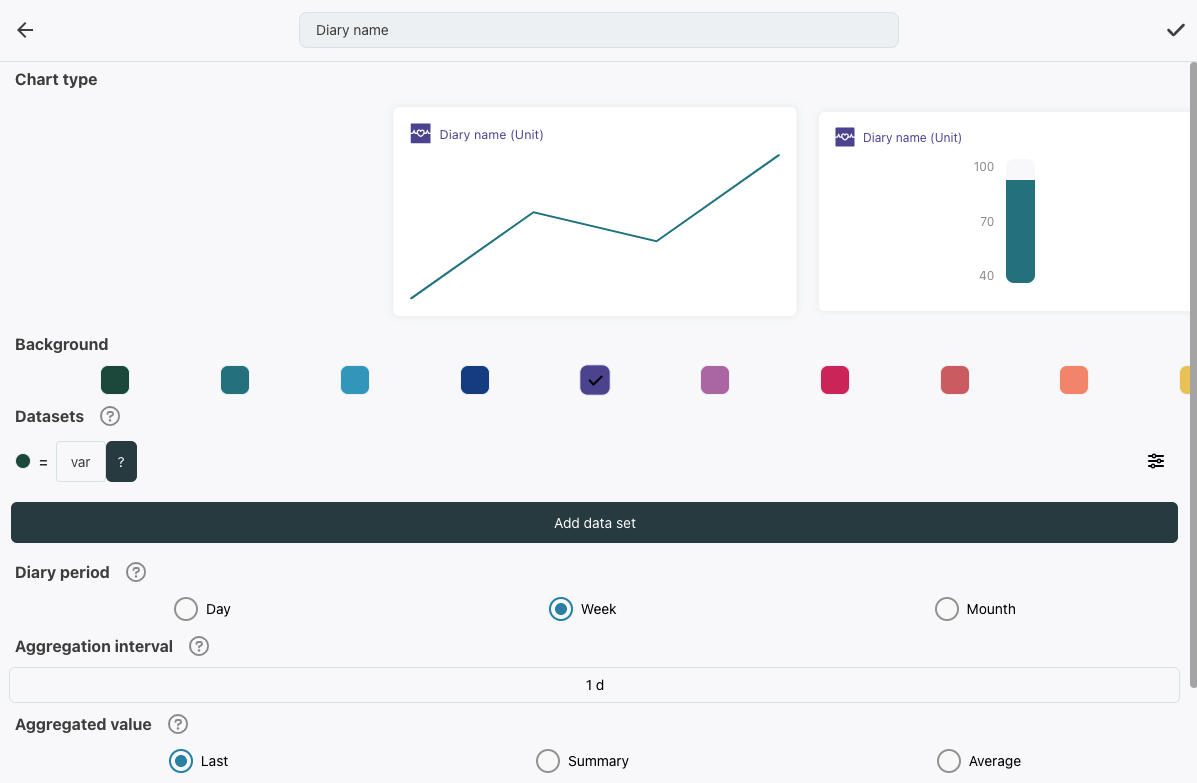 Diary name
Chart type
Diary name (Unit)
Diary name (Unit)
100
70
40
Background
Datasets ?
= var ?
Add data set
Diary period ?
Day Week Mounth
Aggregation interval ?
1 d
Aggregated value ?
Last Summary Average